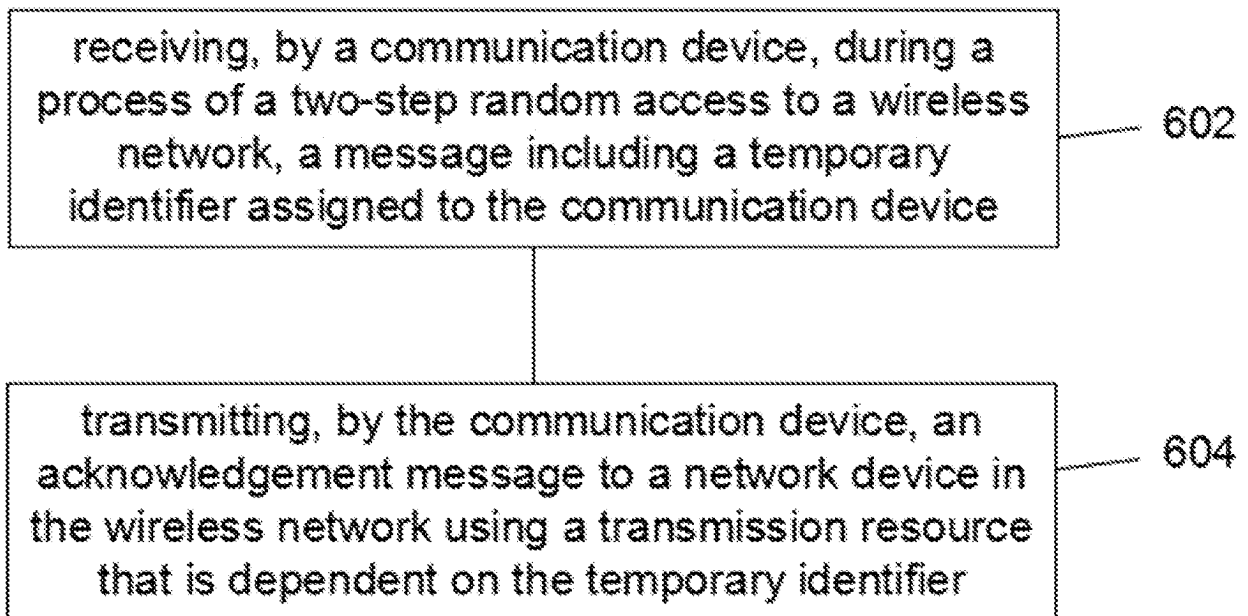 receiving, by a communication device, during a
process of a two-step random access to a wireless
network, a message including a temporary
identifier assigned to the communication device
602
transmitting, by the communication device, an
acknowledgement message to a network device in
the wireless network using a transmission resource
that is dependent on the temporary identifier
604